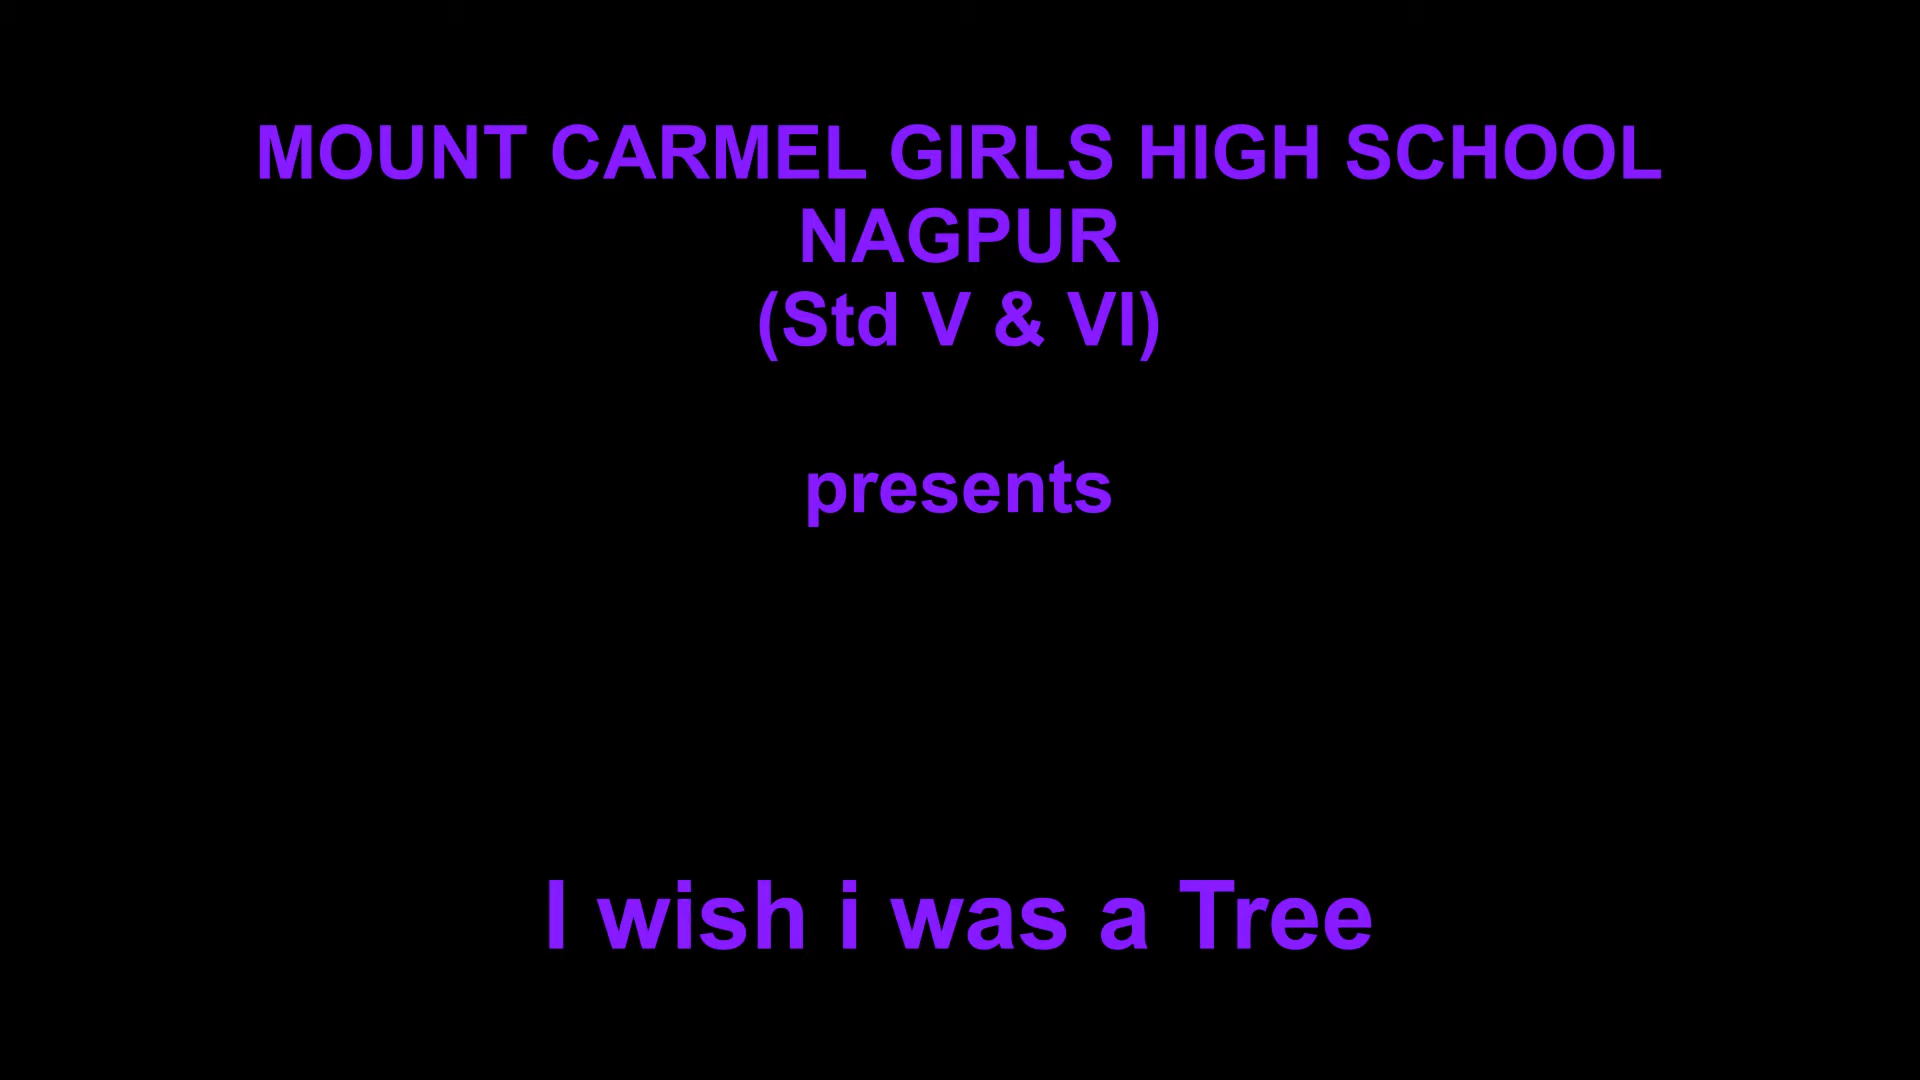 MOUNT CARMEL GIRLS HIGH SCHOOL
NAGPUR
(Std V & VI)
presents
I wish i was a Tree